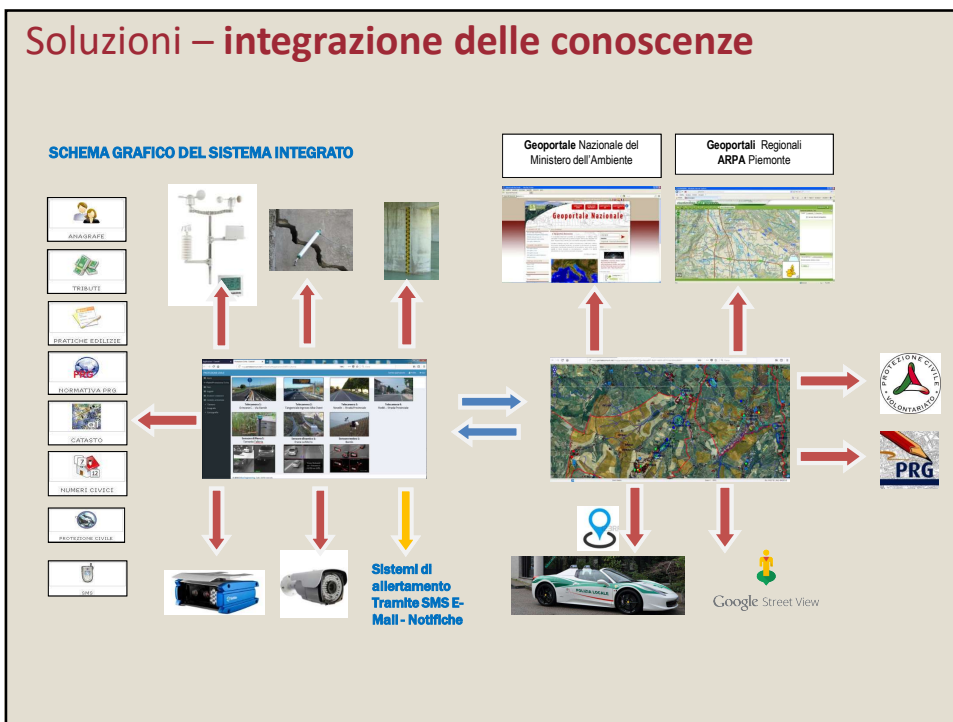 Soluzioni – integrazione delle conoscenze
SCHEMA GRAFICO DEL SISTEMA INTEGRATO
Geoportale Nazionale del
Ministero dell'Ambiente
Geoportali Regionali
ARPA Piemonte
ANAGRAFE
TRIBUTI
PRATICHE EDILIZIE
PRG
NORMATIVA PRG
CATASTO
NUMERI CIVICI
PROTEZIONE CIVILE
SMS
Geoportale Nazionale
PROTEZIONE CIVILE
VOLONTARIATO
PRG
Sistemi di
allertamento
Tramite SMS E-
Mail - Notifiche
POLIZIA LOCALE
Google Street View